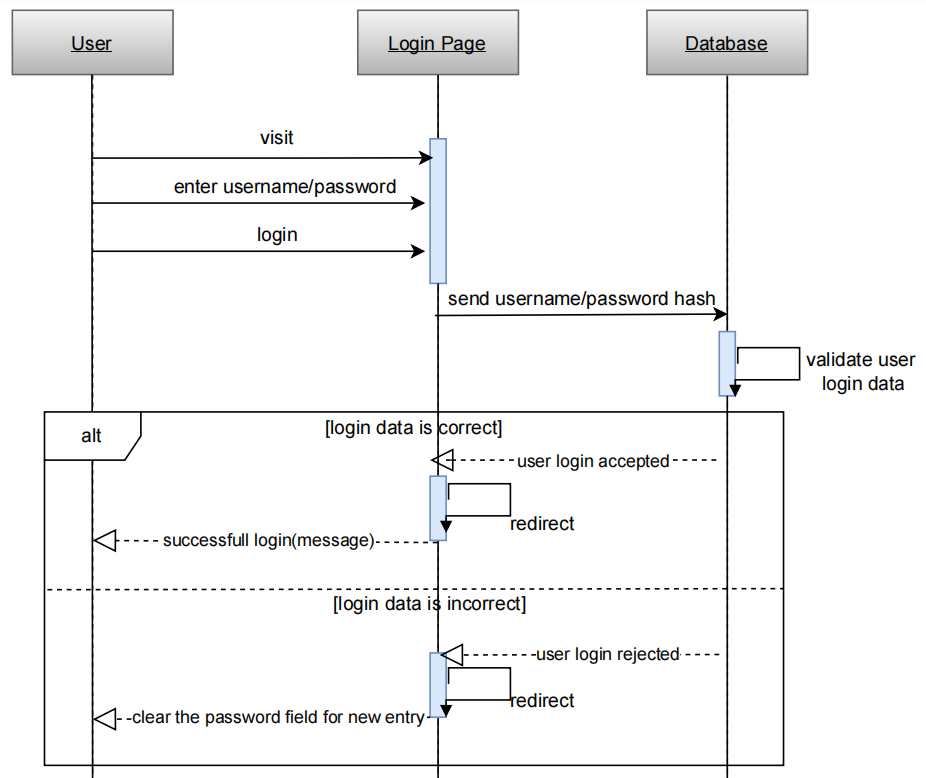 User
Login Page
Database
visit
enter username/password
login
send username/password hash
validate user
login data
alt
[login data is correct]
user login accepted
redirect
successfull login(message)
[login data is incorrect]
user login rejected
redirect
clear the password field for new entry